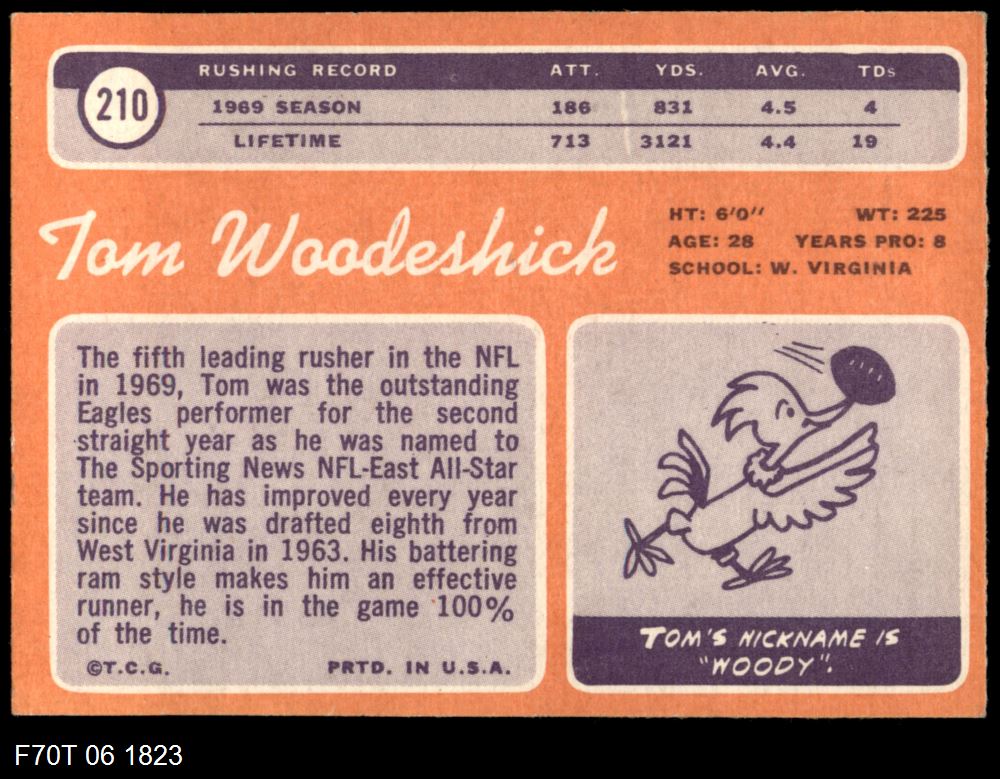 210
RUSHING RECORD ATT. YDS. AVG. TDs
1969 SEASON 186 831 4.5 4
LIFETIME 713 3121 4.4 19
Tom Woodeshick
HT: 6'0" WT: 225
AGE: 28 YEARS PRO: 8
SCHOOL: W. VIRGINIA
The fifth leading rusher in the NFL
in 1969, Tom was the outstanding
Eagles performer for the second
straight year as he was named to
The Sporting News NFL-East All-Star
team. He has improved every year
since he was drafted eighth from
West Virginia in 1963. His battering
ram style makes him an effective
runner, he is in the game 100%
of the time.
©T.C.G. PRTD. IN U.S.A.
TOM'S NICKNAME IS
"WOODY".
F70T 06 1823